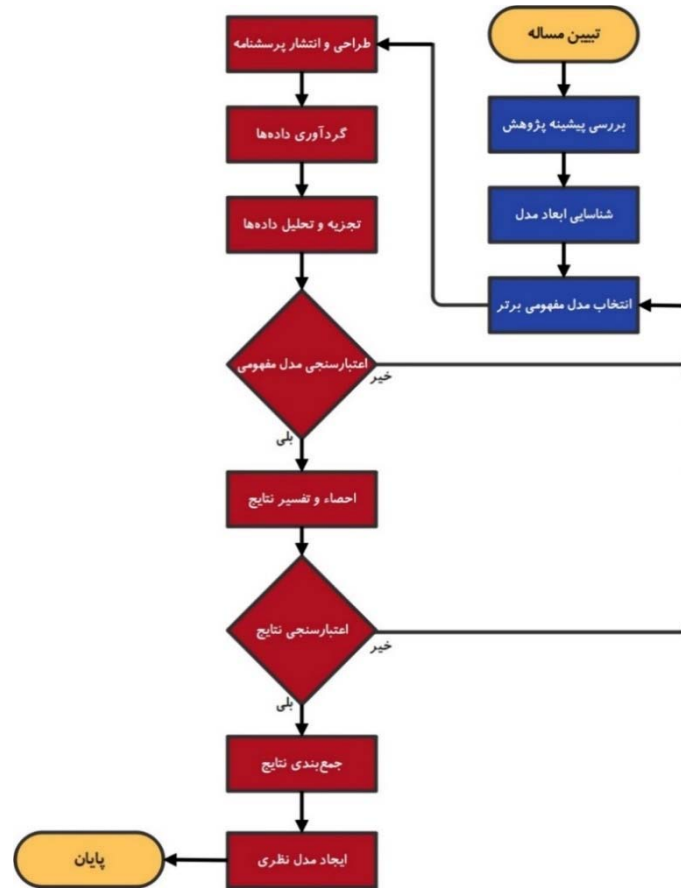 تبیین مساله
بررسی پیشینه پژوهش
شناسایی ابعاد مدل
انتخاب مدل مفهومی برتر
طراحی و انتشار پرسشنامه
گردآوری داده‌ها
تجزیه و تحلیل داده‌ها
اعتبارسنجی مدل مفهومی
خیر
بلی
احصاء و تفسیر نتایج
اعتبارسنجی نتایج
خیر
بلی
جمع‌بندی نتایج
ایجاد مدل نظری
پایان